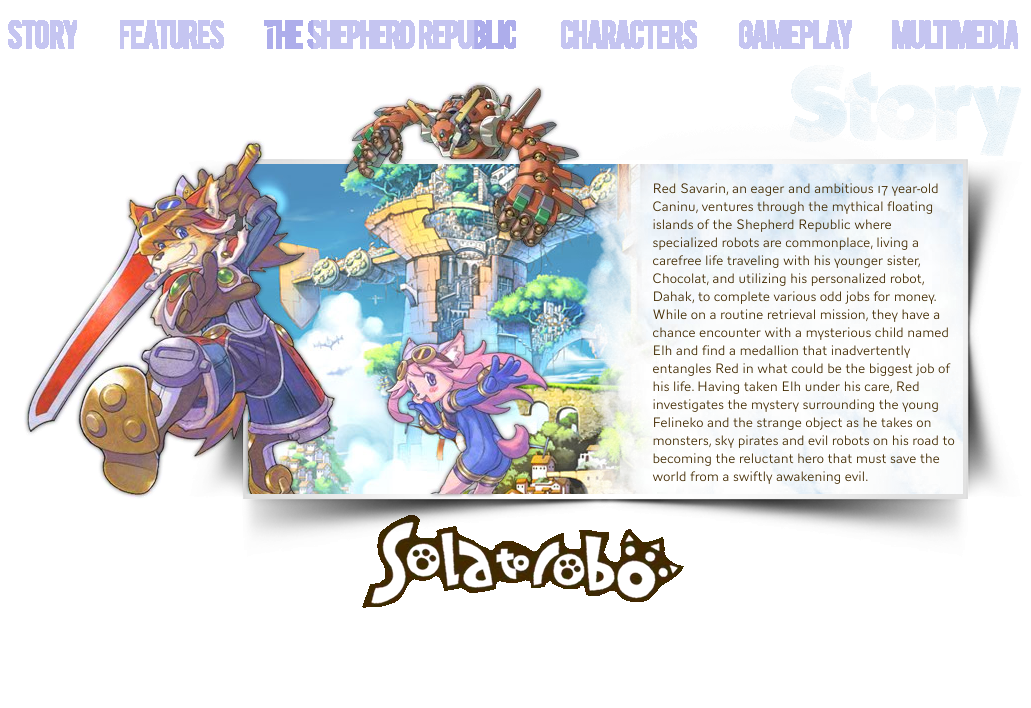 STORY FEATURES THE SHEPHERD REPUBLIC CHARACTERS GAMEPLAY MULTIMEDIA
Story
Red Savarin, an eager and ambitious 17 year-old
Caninu, ventures through the mythical floating
islands of the Shepherd Republic where
specialized robots are commonplace, living a
carefree life traveling with his younger sister,
Chocolat, and utilizing his personalized robot,
Dahak, to complete various odd jobs for money.
While on a routine retrieval mission, they have a
chance encounter with a mysterious child named
Elh and find a medallion that inadvertently
entangles Red in what could be the biggest job of
his life. Having taken Elh under his care, Red
investigates the mystery surrounding the young
Felineko and the strange object as he takes on
monsters, sky pirates and evil robots on his road to
becoming the reluctant hero that must save the
world from a swiftly awakening evil.
Solatorobo